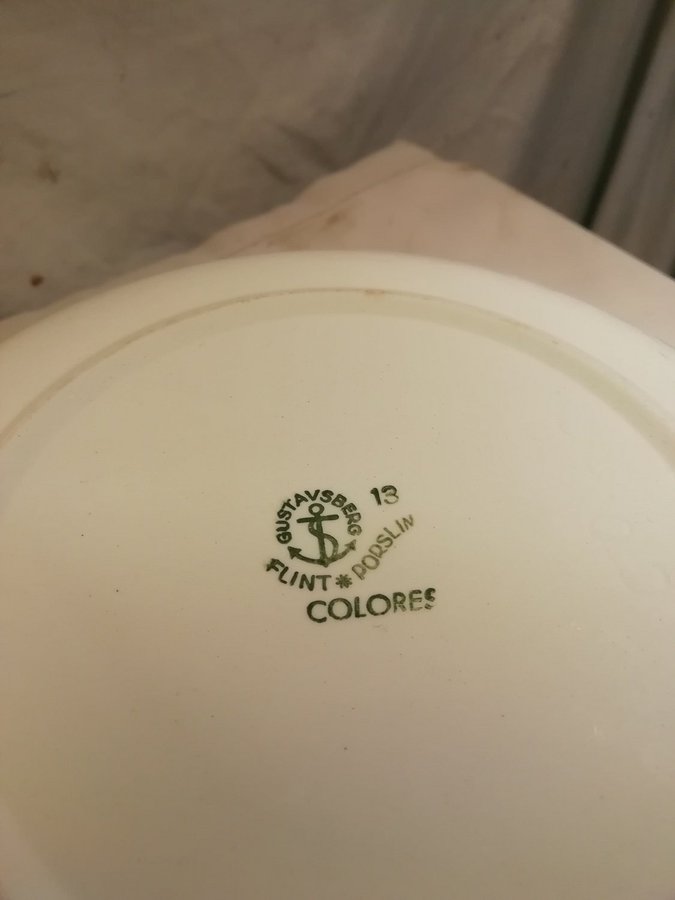 GUSTAVSBERG
13
FLINT * PORSLIN
COLORES